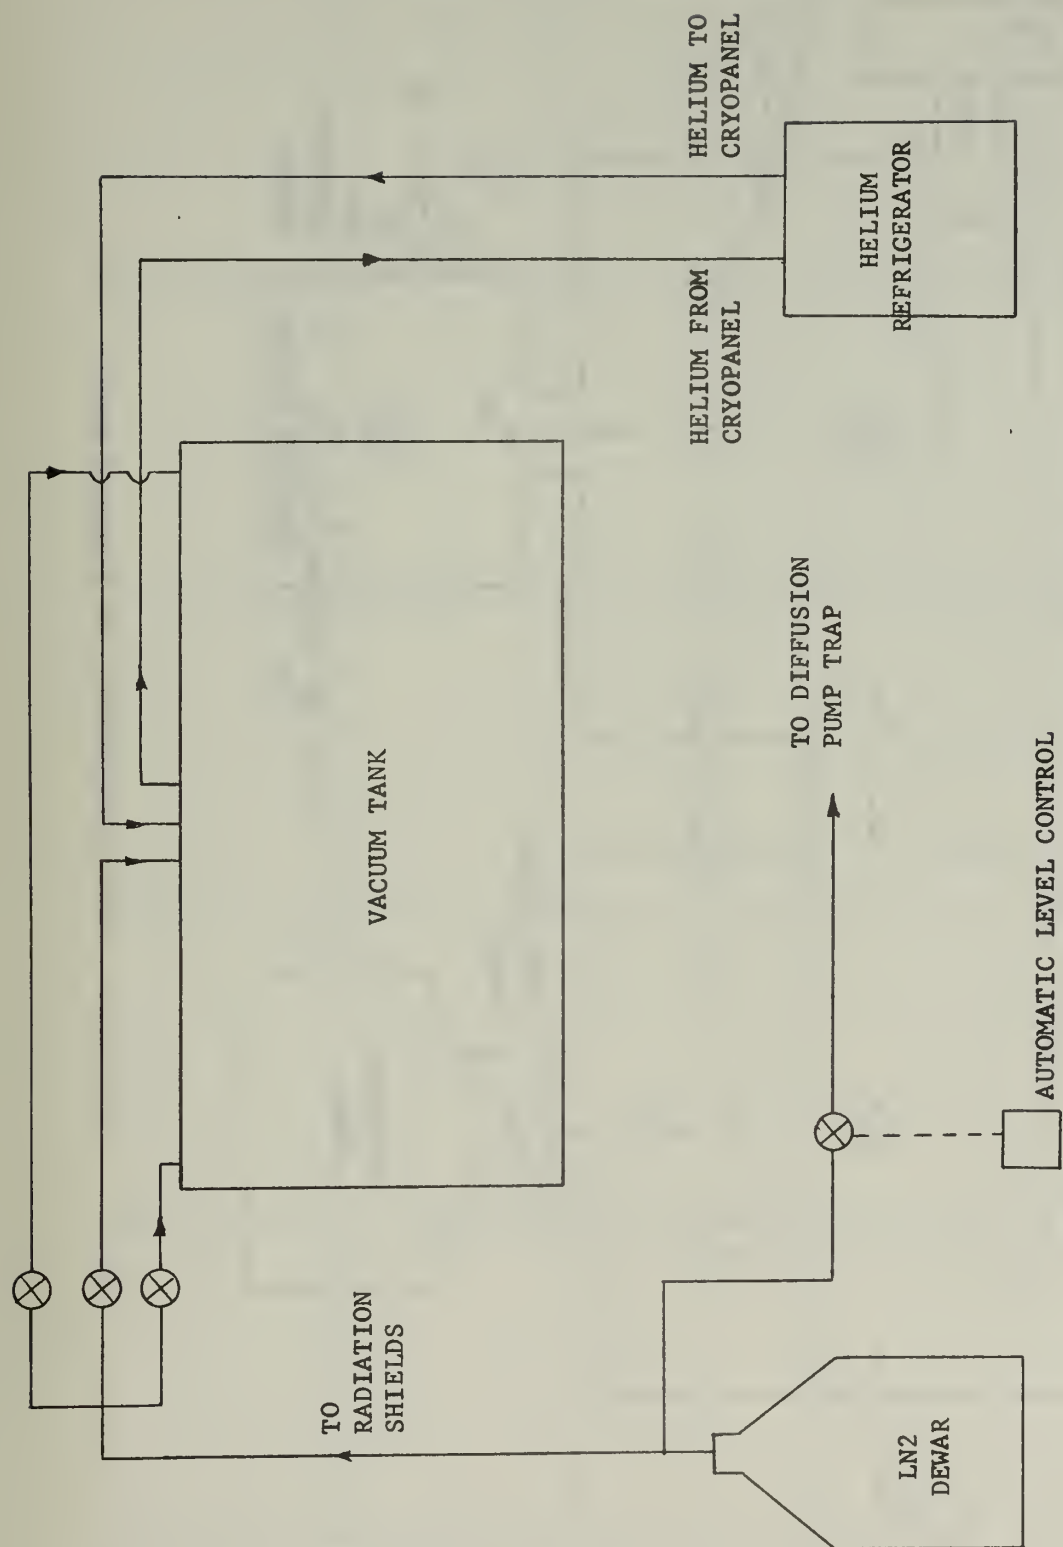 HELIUM TO
CRYOPANEL
HELIUM FROM
CRYOPANEL
HELIUM
REFRIGERATOR
VACUUM TANK
TO DIFFUSION
PUMP TRAP
AUTOMATIC LEVEL CONTROL
TO
RADIATION
SHIELDS
LN2
DEWAR